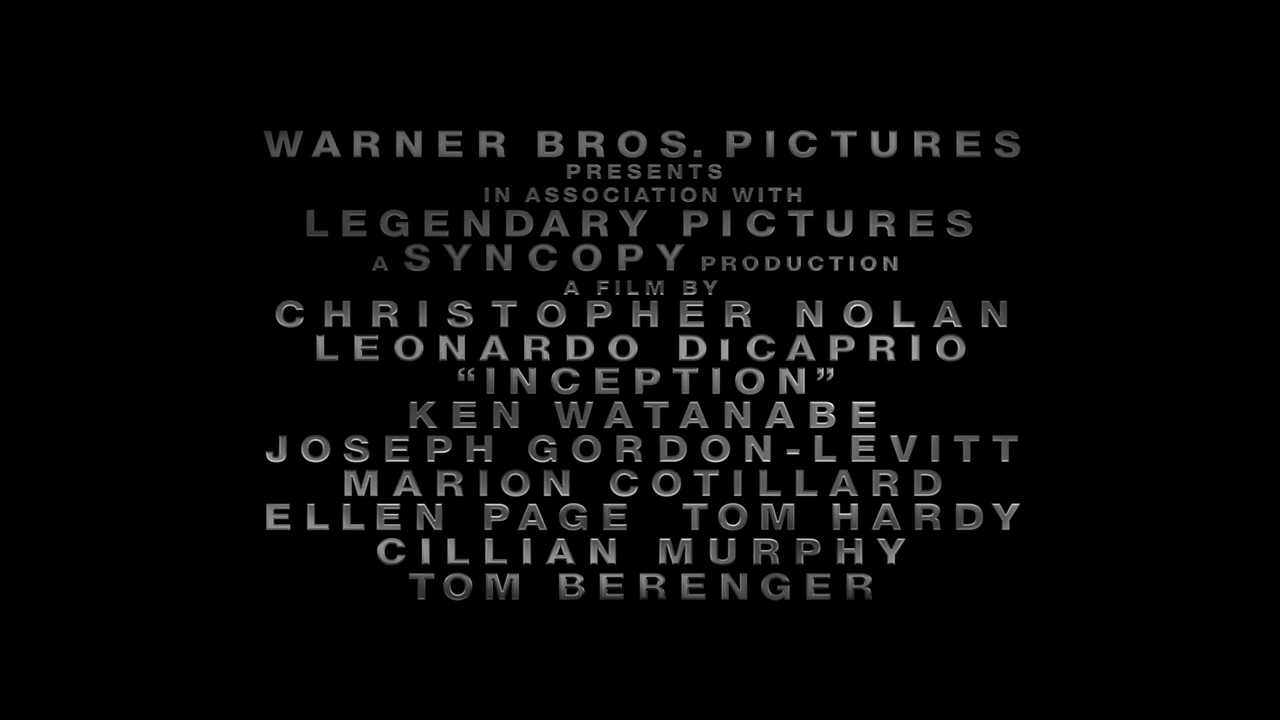 WARNER BROS. PICTURES
PRESENTS
IN ASSOCIATION WITH
LEGENDARY PICTURES
A SYNCOPY PRODUCTION
A FILM BY
CHRISTOPHER NOLAN
LEONARDO DiCAPRIO
“INCEPTION”
KEN WATANABE
JOSEPH GORDON-LEVITT
MARION COTILLARD
ELLEN PAGE TOM HARDY
CILLIAN MURPHY
TOM BERENGER